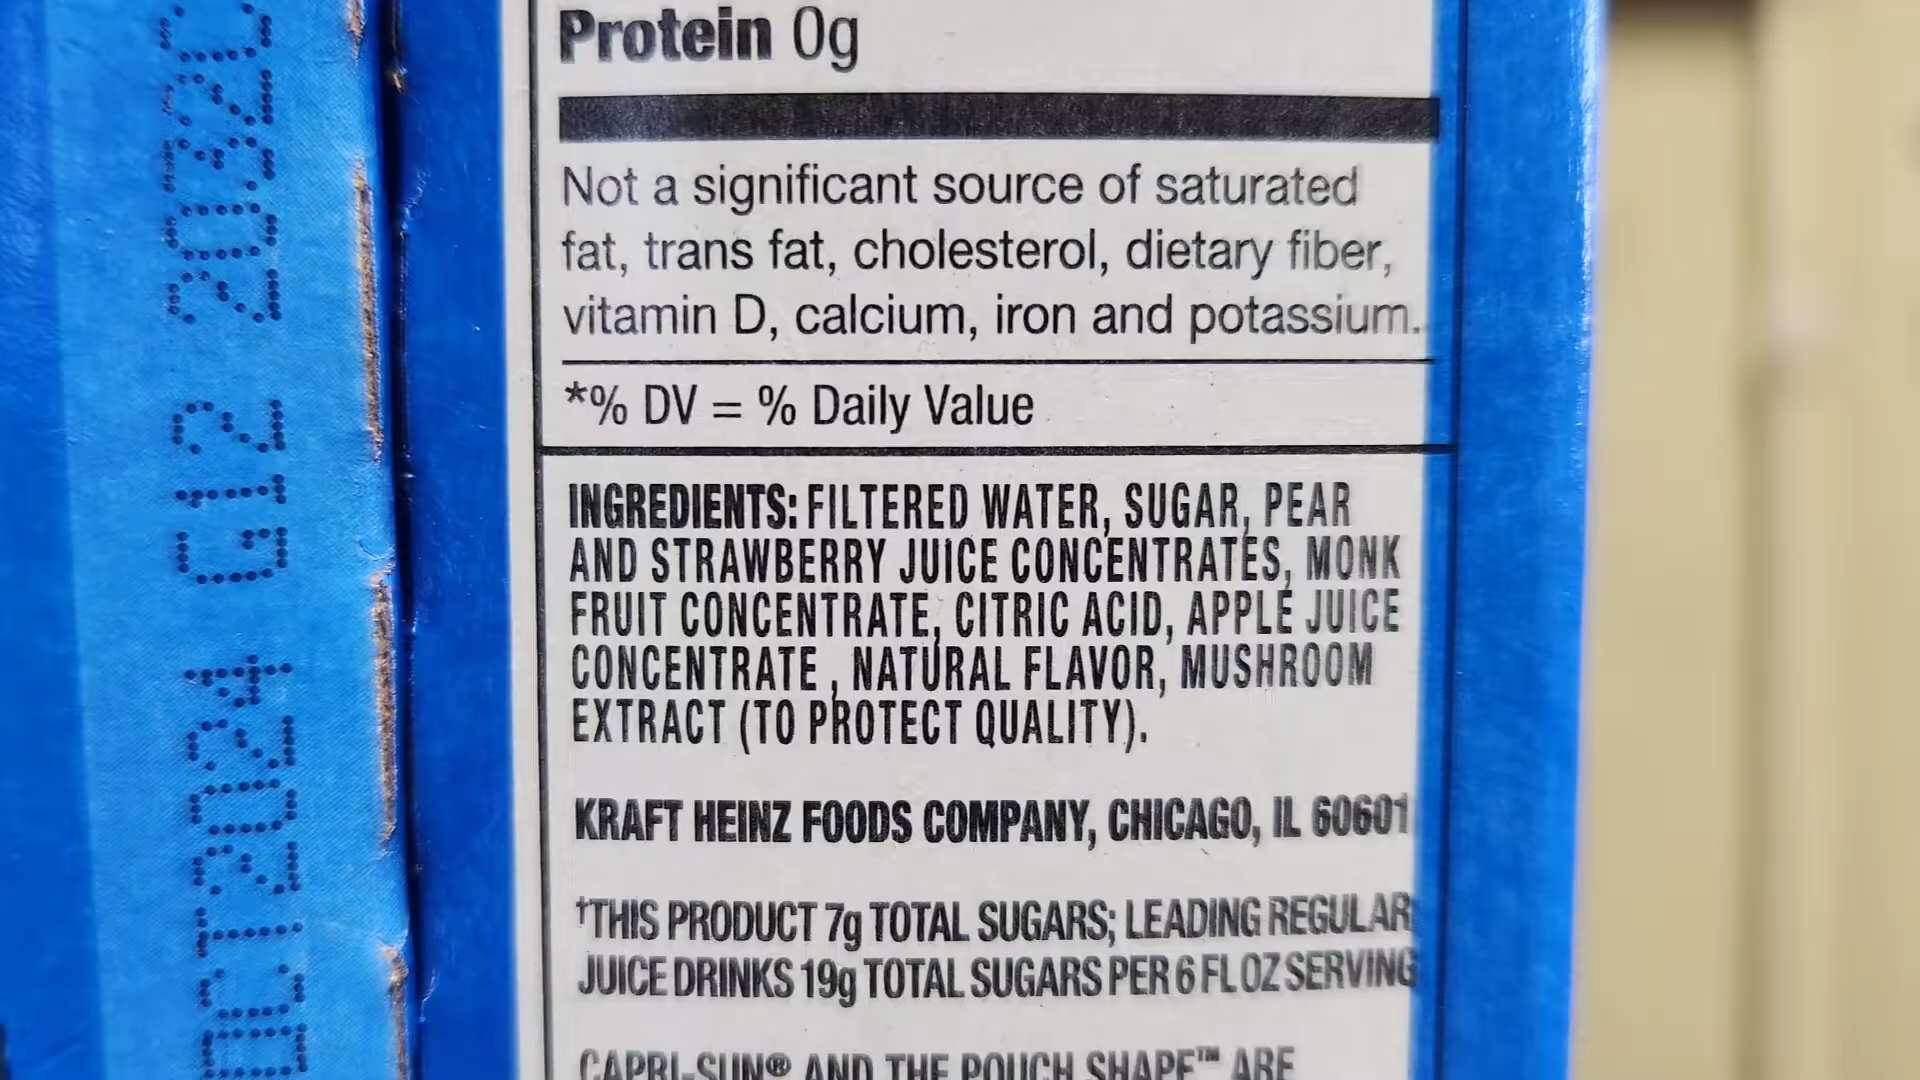 Protein 0g
Not a significant source of saturated
fat, trans fat, cholesterol, dietary fiber,
vitamin D, calcium, iron and potassium.
*% DV = % Daily Value
INGREDIENTS: FILTERED WATER, SUGAR, PEAR
AND STRAWBERRY JUICE CONCENTRATES, MONK
FRUIT CONCENTRATE, CITRIC ACID, APPLE JUICE
CONCENTRATE , NATURAL FLAVOR, MUSHROOM
EXTRACT (TO PROTECT QUALITY).
KRAFT HEINZ FOODS COMPANY, CHICAGO, IL 60601
†THIS PRODUCT 7g TOTAL SUGARS; LEADING REGULAR
JUICE DRINKS 19g TOTAL SUGARS PER 6 FL OZ SERVING
CAPRI-SUN® AND THE POUCH SHAPE™ ARE
OCT2024 G12 2032